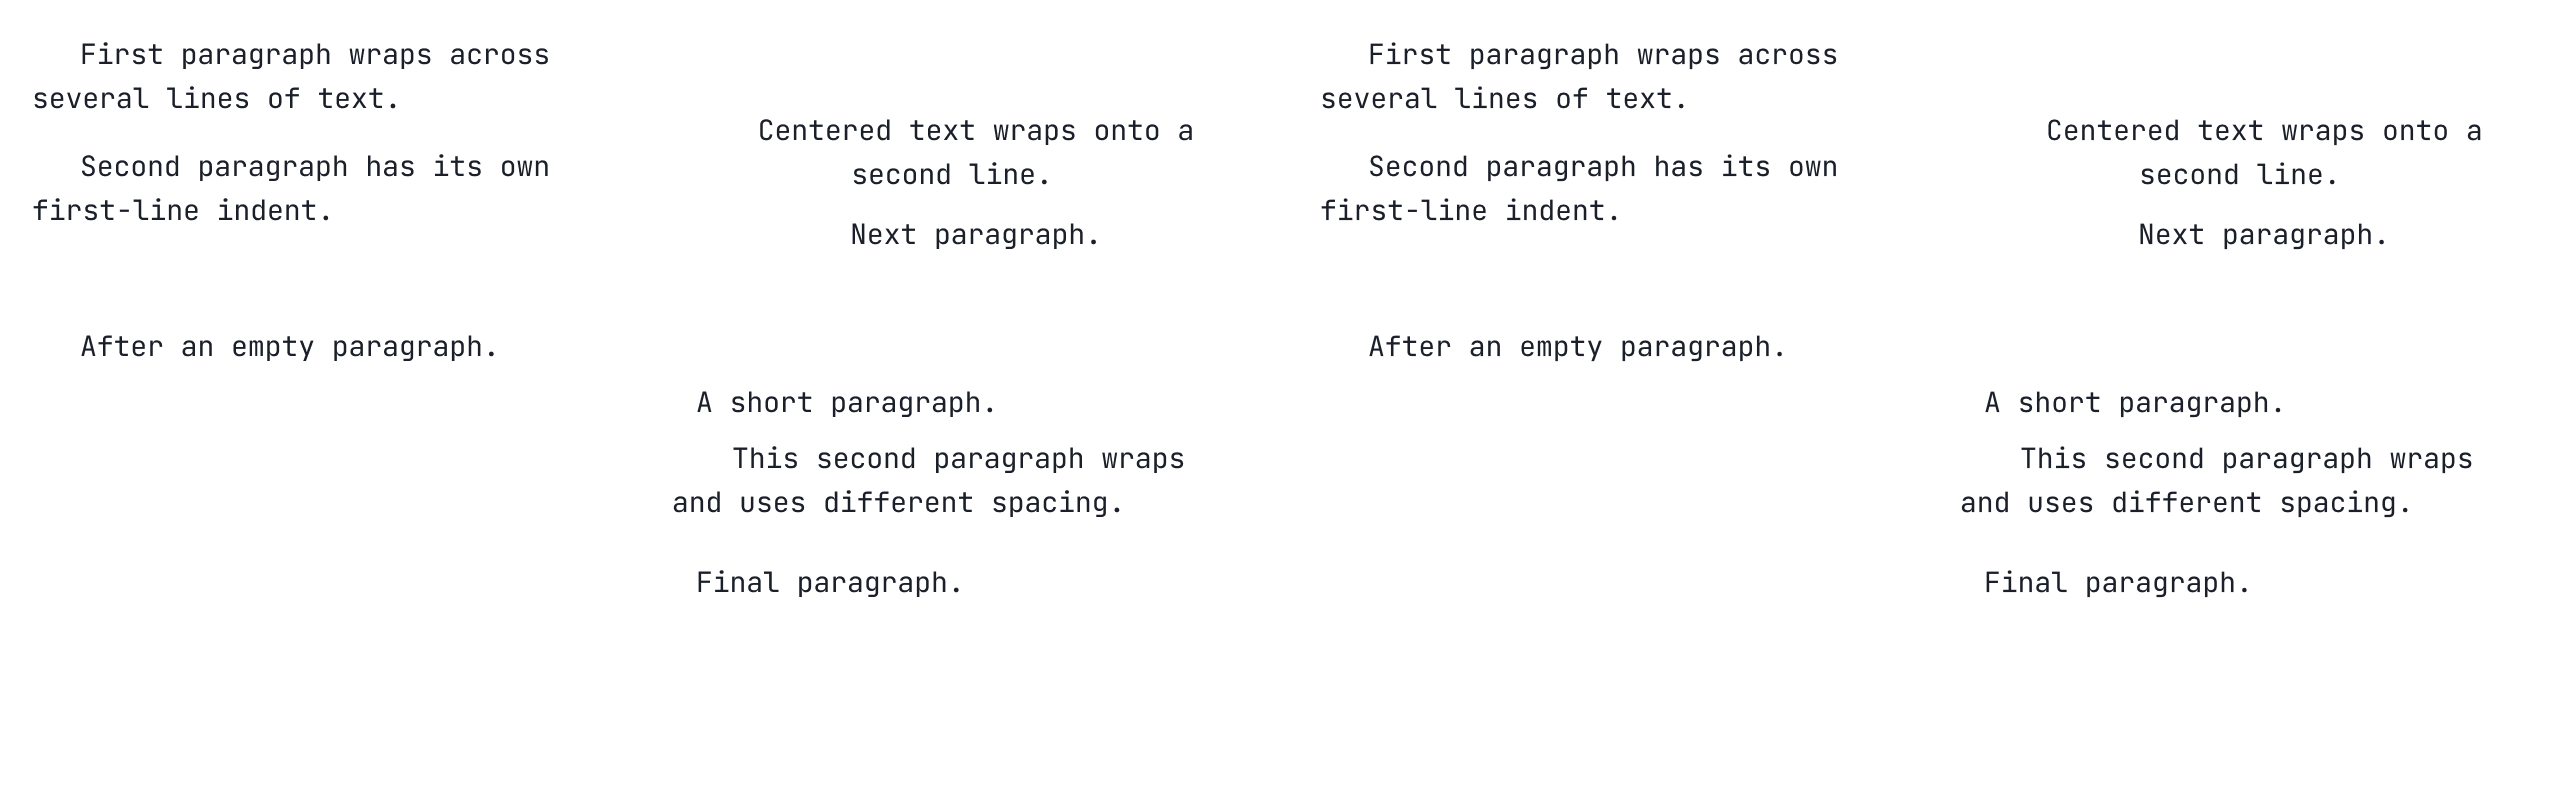 First paragraph wraps across
several lines of text.
Second paragraph has its own
first-line indent.
After an empty paragraph.
Centered text wraps onto a
second line.
Next paragraph.
A short paragraph.
This second paragraph wraps
and uses different spacing.
Final paragraph.
First paragraph wraps across
several lines of text.
Second paragraph has its own
first-line indent.
After an empty paragraph.
Centered text wraps onto a
second line.
Next paragraph.
A short paragraph.
This second paragraph wraps
and uses different spacing.
Final paragraph.